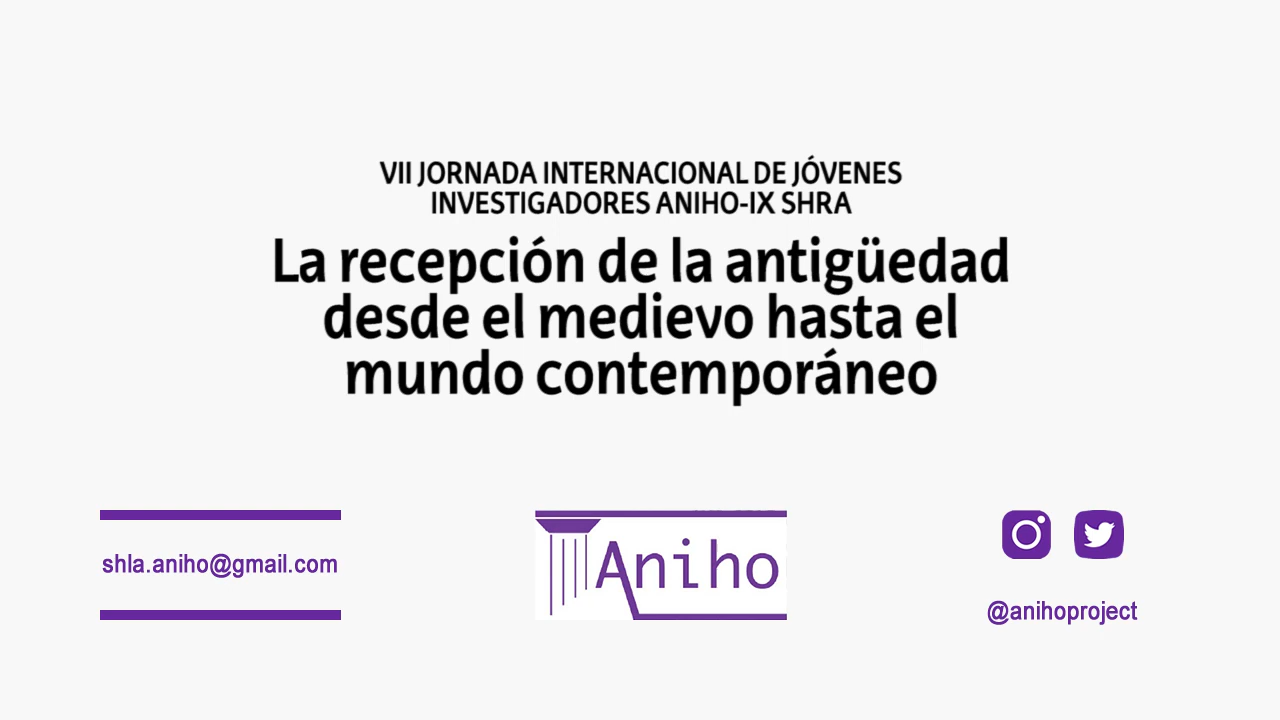 VII JORNADA INTERNACIONAL DE JÓVENES
INVESTIGADORES ANIHO-IX SHRA
La recepción de la antigüedad
desde el medievo hasta el
mundo contemporáneo
shla.aniho@gmail.com
Aniho
@anihoproject